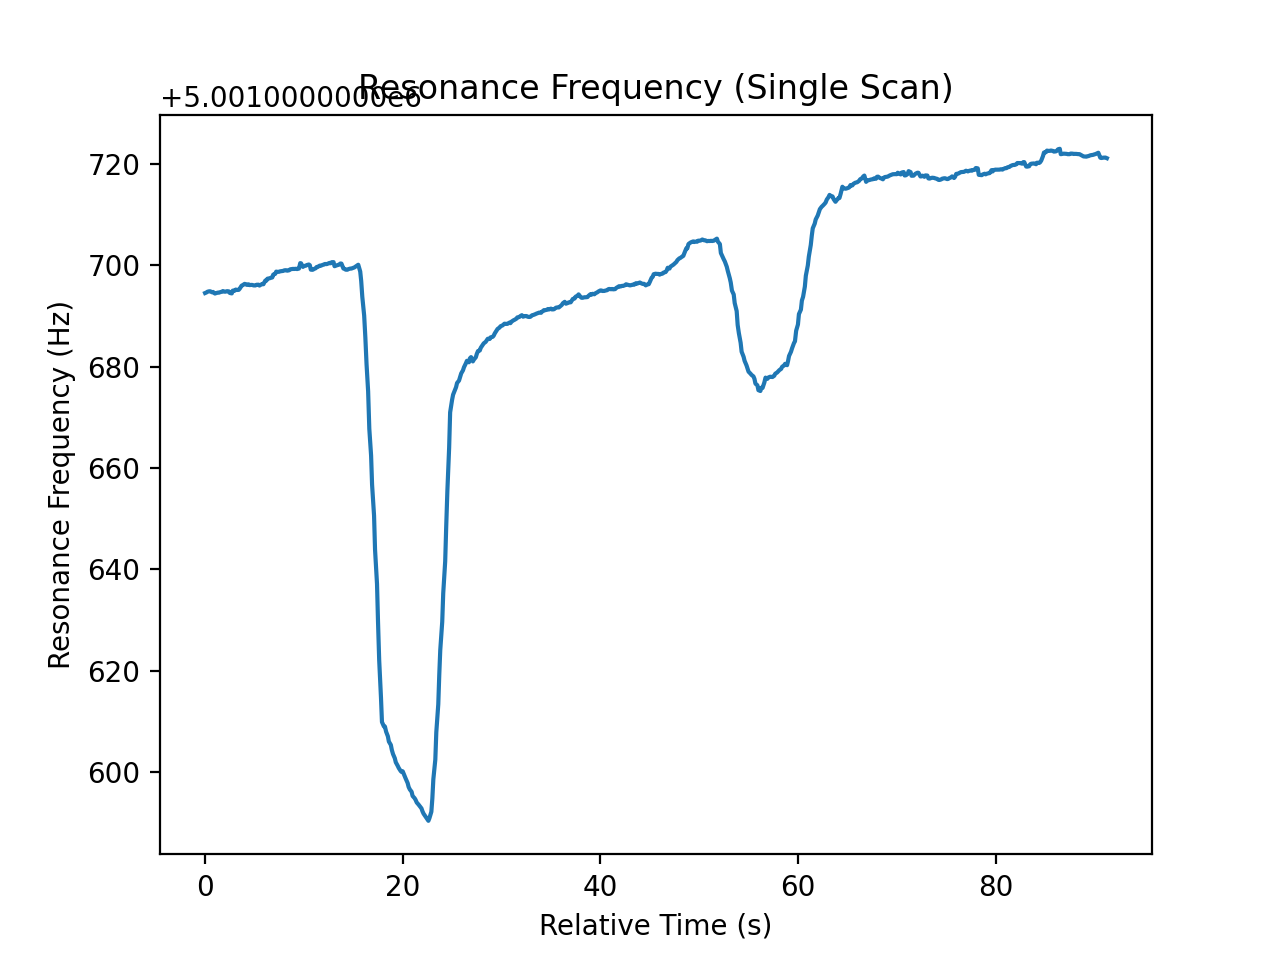 Resonance Frequency (Single Scan)
+5.0010000000e6
720
700
680
660
640
620
600
Resonance Frequency (Hz)
0 20 40 60 80
Relative Time (s)